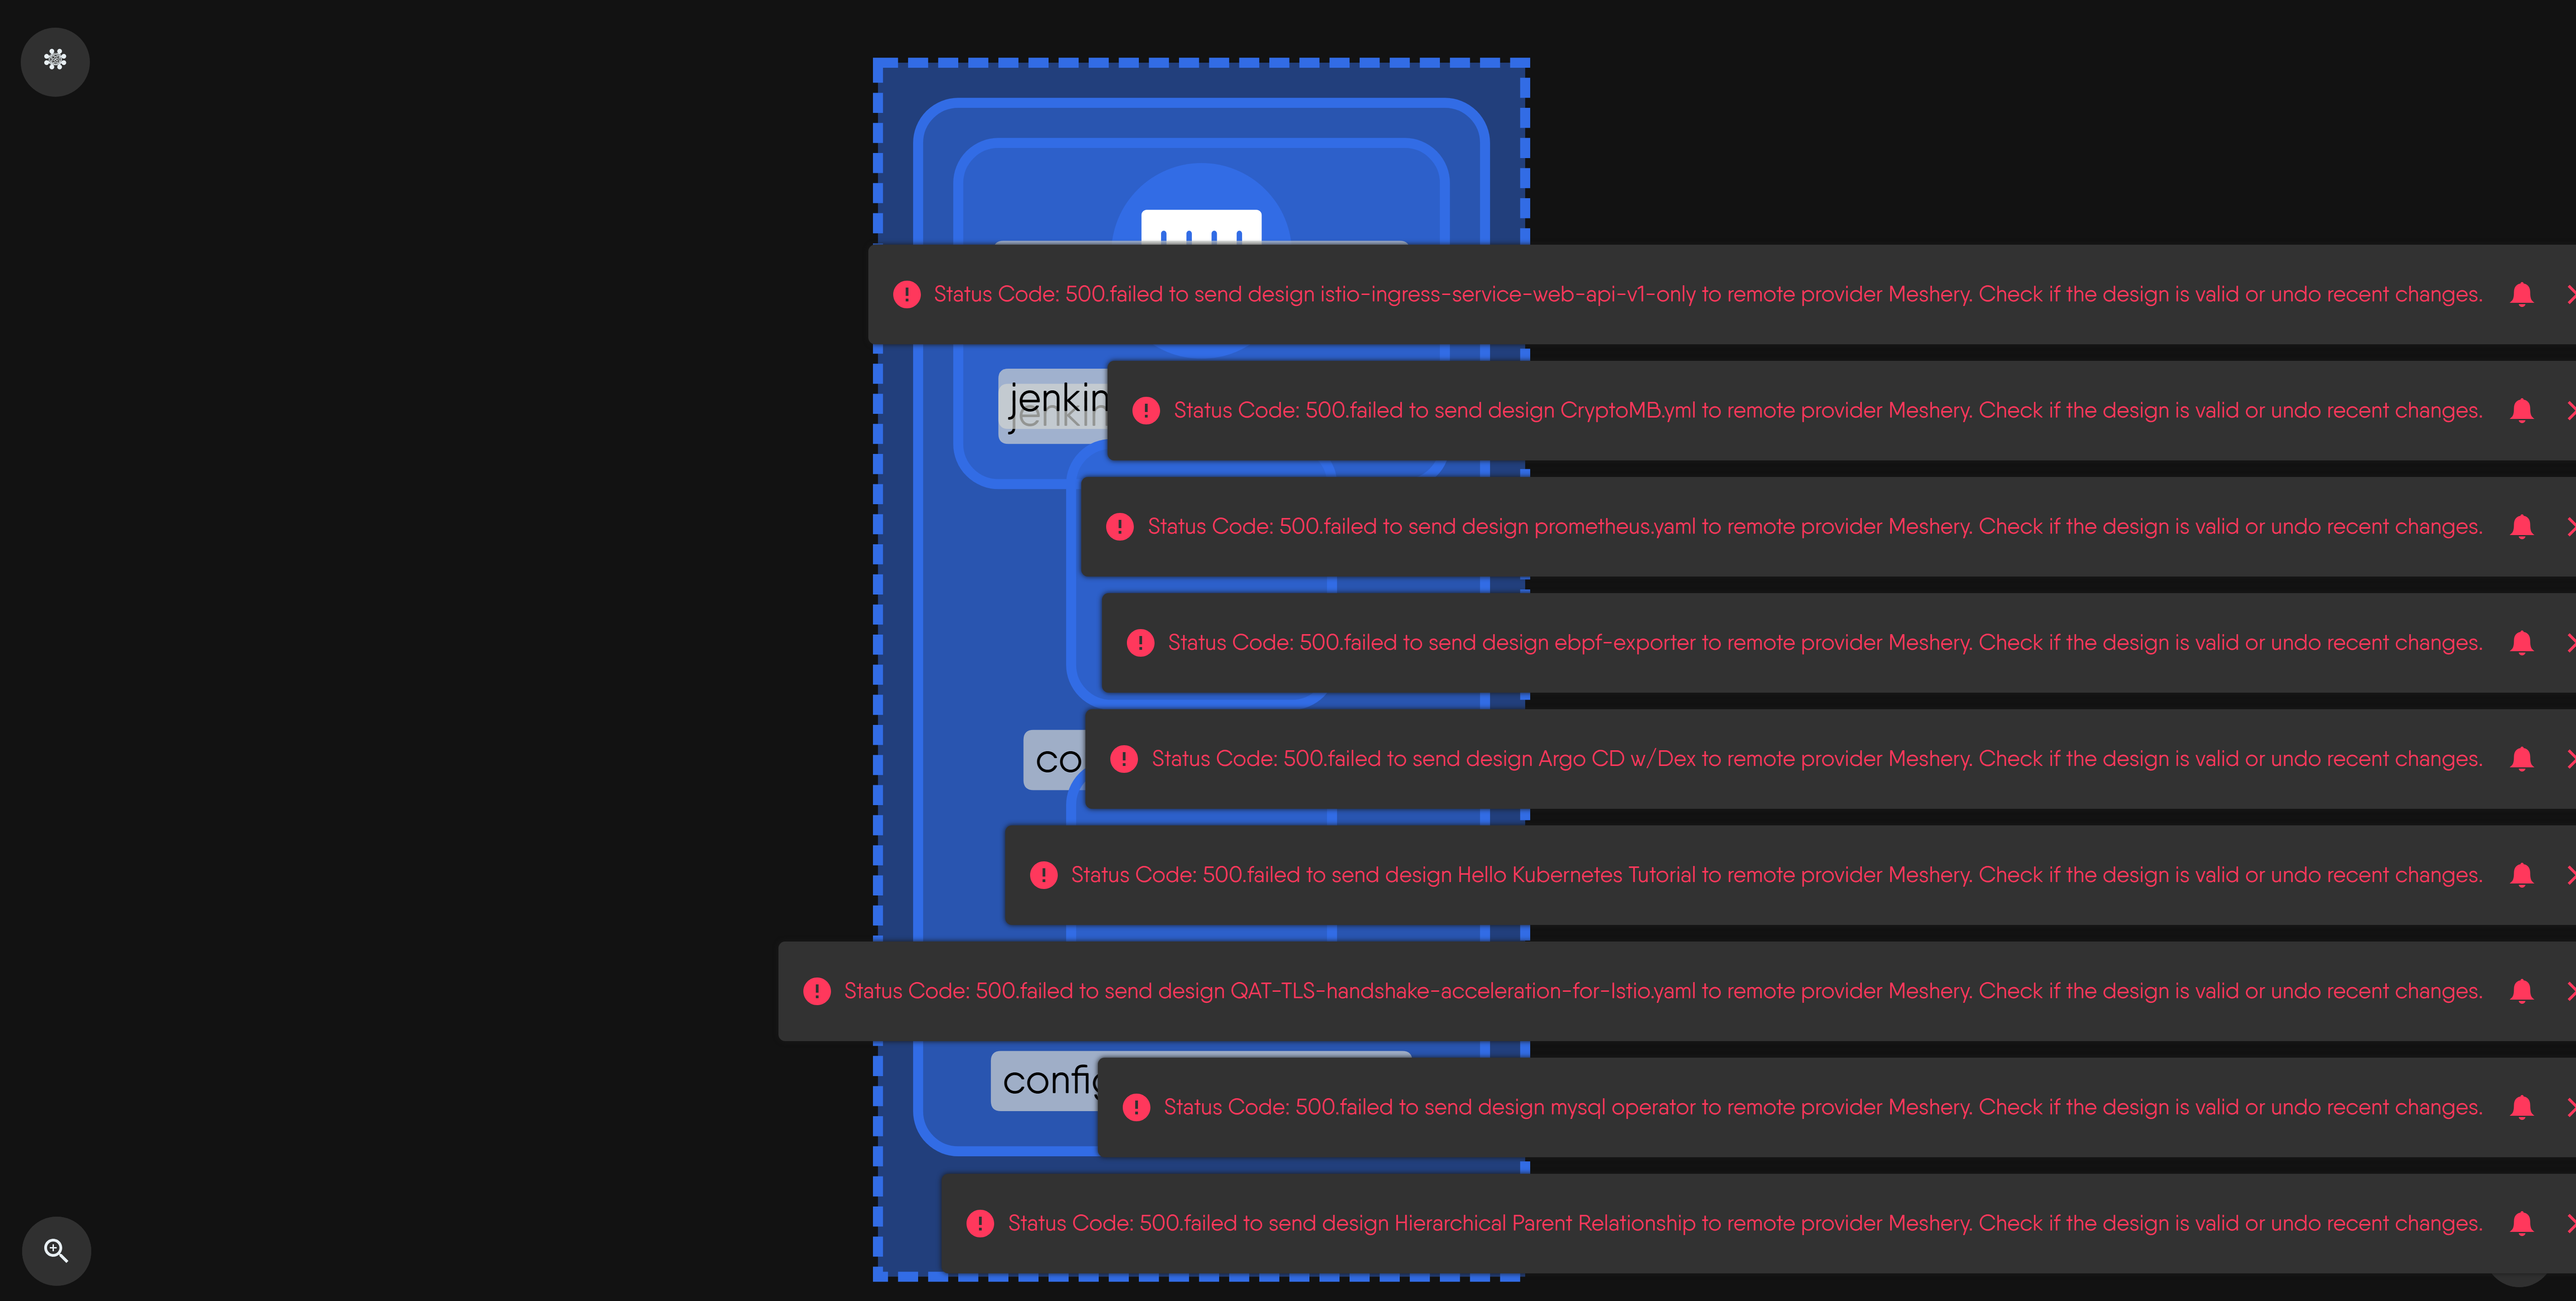 Status Code: 500.failed to send design istio-ingress-service-web-api-v1-only to remote provider Meshery. Check if the design is valid or undo recent changes.
Status Code: 500.failed to send design CryptoMB.yml to remote provider Meshery. Check if the design is valid or undo recent changes.
Status Code: 500.failed to send design prometheus.yaml to remote provider Meshery. Check if the design is valid or undo recent changes.
Status Code: 500.failed to send design ebpf-exporter to remote provider Meshery. Check if the design is valid or undo recent changes.
Status Code: 500.failed to send design Argo CD w/Dex to remote provider Meshery. Check if the design is valid or undo recent changes.
Status Code: 500.failed to send design Hello Kubernetes Tutorial to remote provider Meshery. Check if the design is valid or undo recent changes.
Status Code: 500.failed to send design QAT-TLS-handshake-acceleration-for-Istio.yaml to remote provider Meshery. Check if the design is valid or undo recent changes.
Status Code: 500.failed to send design mysql operator to remote provider Meshery. Check if the design is valid or undo recent changes.
Status Code: 500.failed to send design Hierarchical Parent Relationship to remote provider Meshery. Check if the design is valid or undo recent changes.